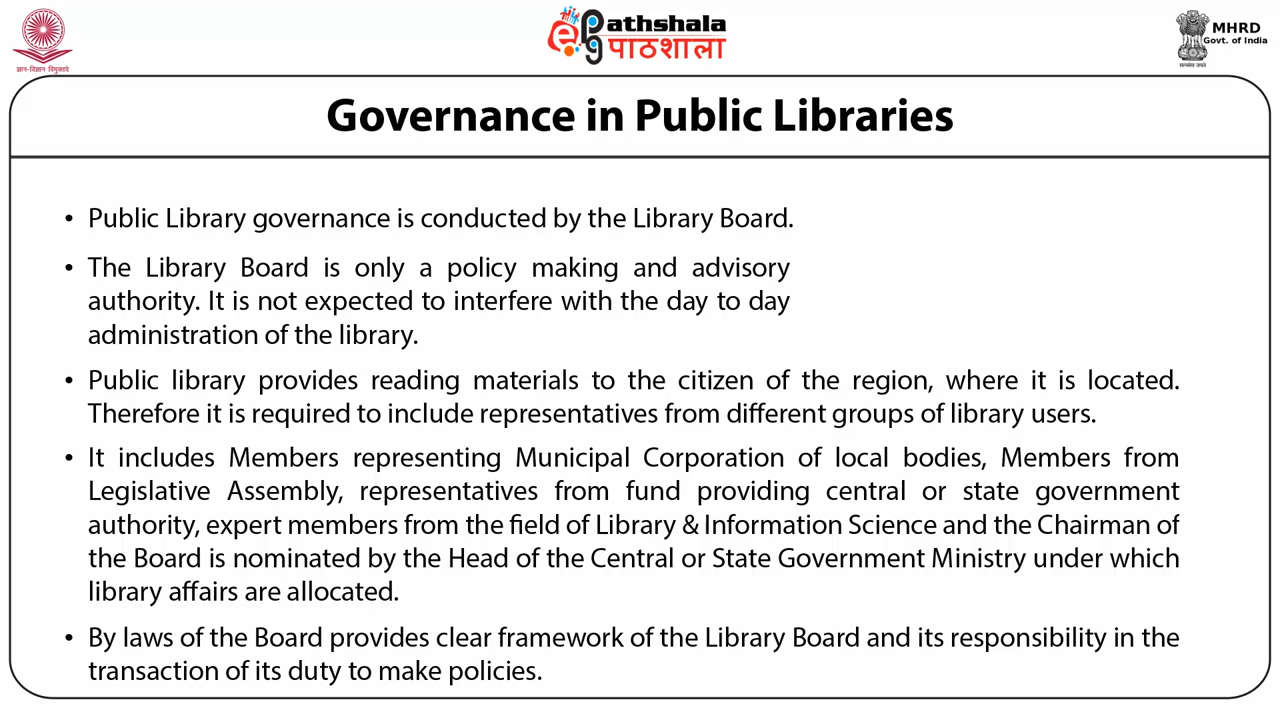 ज्ञान-विज्ञान विमुक्तये
ePathshala
पाठशाला
MHRD
Govt. of India
सत्यमेव जयते
Governance in Public Libraries
• Public Library governance is conducted by the Library Board.
• The Library Board is only a policy making and advisory
authority. It is not expected to interfere with the day to day
administration of the library.
• Public library provides reading materials to the citizen of the region, where it is located.
Therefore it is required to include representatives from different groups of library users.
• It includes Members representing Municipal Corporation of local bodies, Members from
Legislative Assembly, representatives from fund providing central or state government
authority, expert members from the field of Library & Information Science and the Chairman of
the Board is nominated by the Head of the Central or State Government Ministry under which
library affairs are allocated.
• By laws of the Board provides clear framework of the Library Board and its responsibility in the
transaction of its duty to make policies.